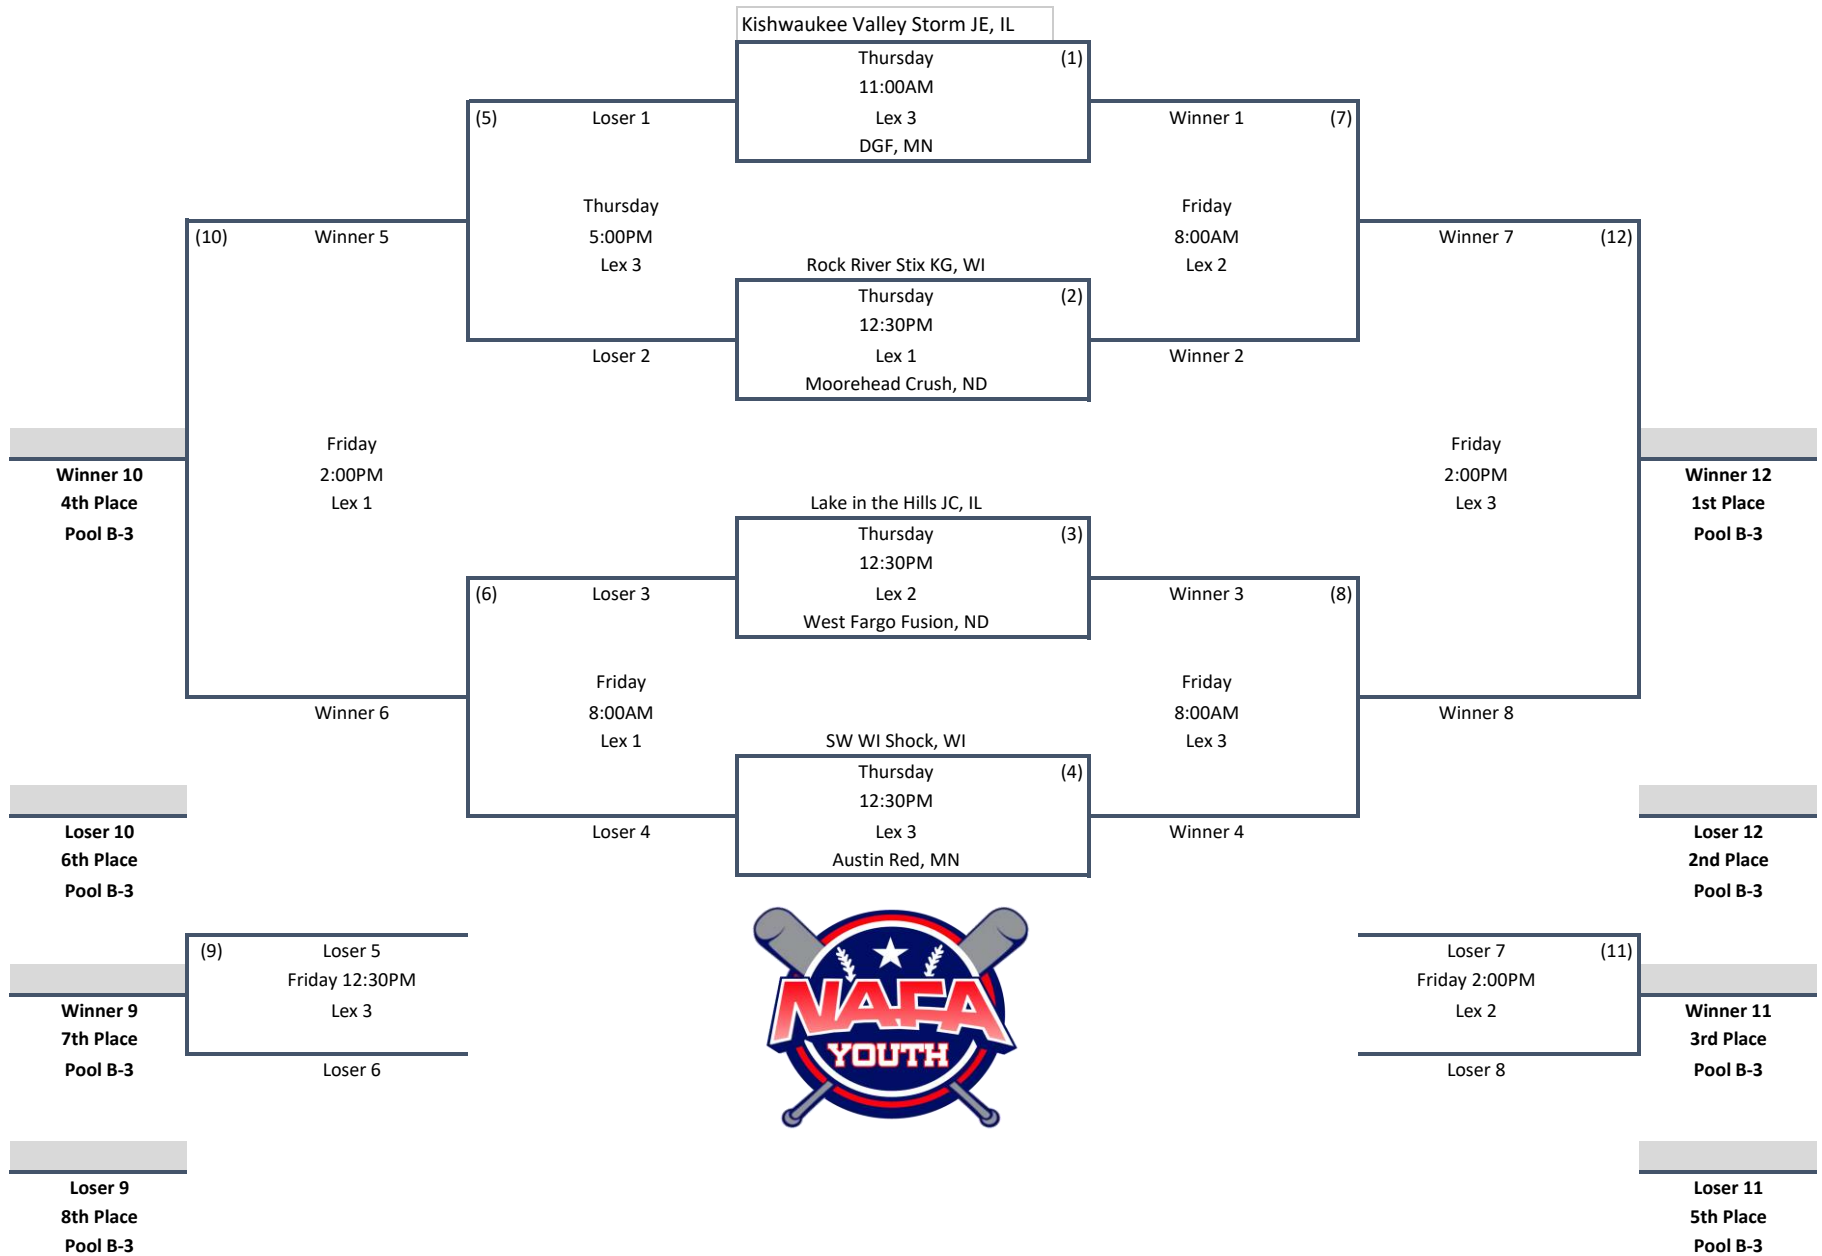 Kishwaukee Valley Storm JE, IL
Thursday (1)
11:00AM
(5) Loser 1 Lex 3 Winner 1 (7)
DGF, MN
Thursday Friday
(10) Winner 5 5:00PM 8:00AM Winner 7 (12)
Lex 3 Rock River Stix KG, WI Lex 2
Thursday (2)
12:30PM
Loser 2 Lex 1 Winner 2
Moorehead Crush, ND
Friday Friday
Winner 10 2:00PM 2:00PM Winner 12
4th Place Lex 1 Lake in the Hills JC, IL Lex 3 1st Place
Pool B-3 Thursday (3) Pool B-3
12:30PM
(6) Loser 3 Lex 2 Winner 3 (8)
West Fargo Fusion, ND
Friday Friday
Winner 6 8:00AM 8:00AM Winner 8
Lex 1 SW WI Shock, WI Lex 3
Thursday (4)
12:30PM
Loser 10 Loser 4 Lex 3 Winner 4 Loser 12
6th Place Austin Red, MN 2nd Place
Pool B-3 Pool B-3
(9) Loser 5 Loser 7 (11)
Friday 12:30PM Friday 2:00PM
Winner 9 Lex 3 NAFA Lex 2 Winner 11
7th Place YOUTH 3rd Place
Pool B-3 Loser 6 Loser 8 Pool B-3
Loser 9 Loser 11
8th Place 5th Place
Pool B-3 Pool B-3